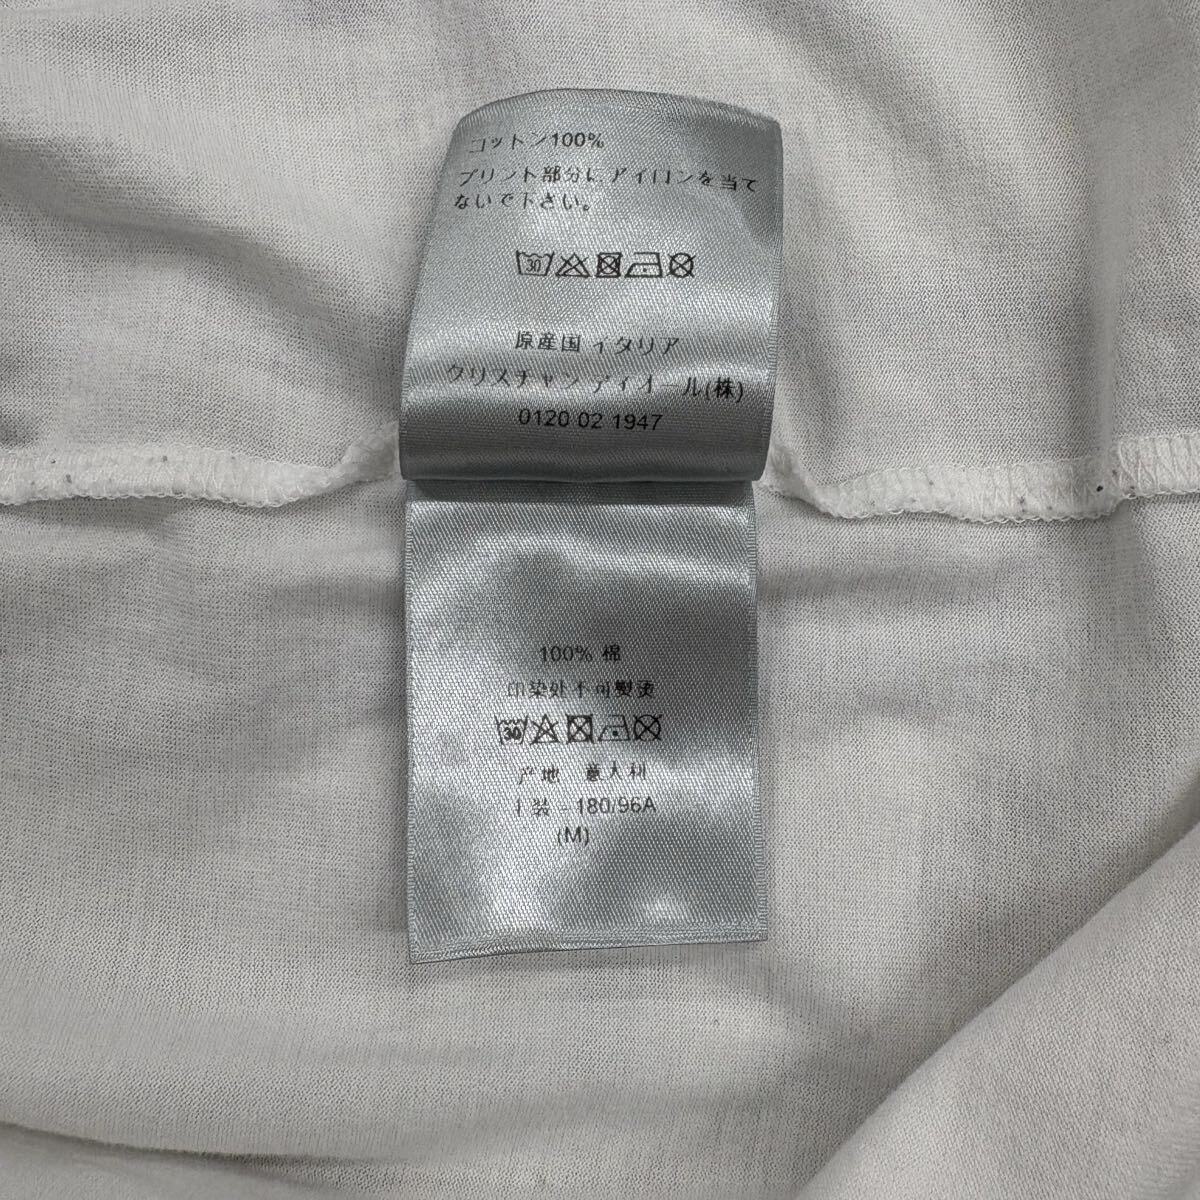 コットン100%
プリント部分にアイロンを当て
ないで下さい。
30
原産国 イタリア
クリスチャン ディオール(株)
0120 02 1947
100% 棉
印染处不可熨烫
30
产地 意大利
上装 - 180/96A
(M)